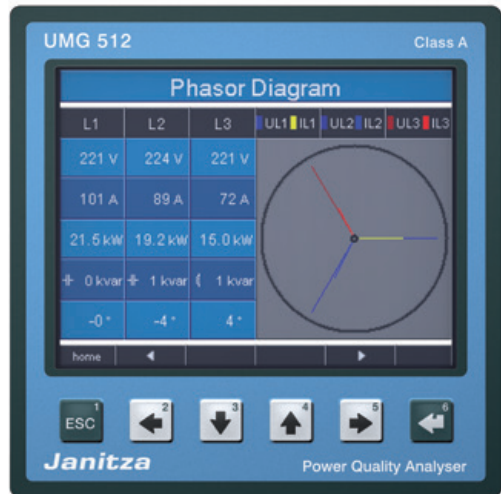 UMG 512 Class A
Phasor Diagram
L1 L2 L3 UL1 IL1 UL2 IL2 UL3 IL3
221 V 224 V 221 V
101 A 89 A 72 A
21.5 kW 19.2 kW 15.0 kW
0 kvar 1 kvar 1 kvar
-0 ° -4 ° 4 °
home
1 2 3 4 5 6
ESC
Janitza Power Quality Analyser